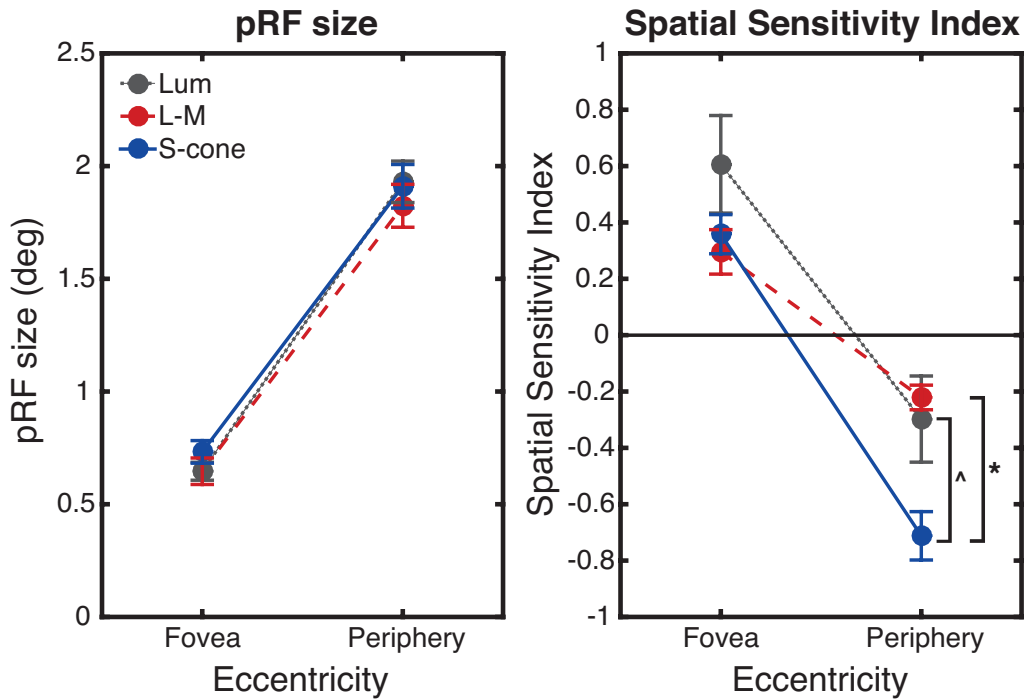 pRF size
2.5
2
1.5
1
0.5
0
pRF size (deg)
Lum
L-M
S-cone
Fovea
Periphery
Eccentricity
Spatial Sensitivity Index
1
0.8
0.6
0.4
0.2
0
-0.2
-0.4
-0.6
-0.8
-1
Spatial Sensitivity Index
^
*
Fovea
Periphery
Eccentricity